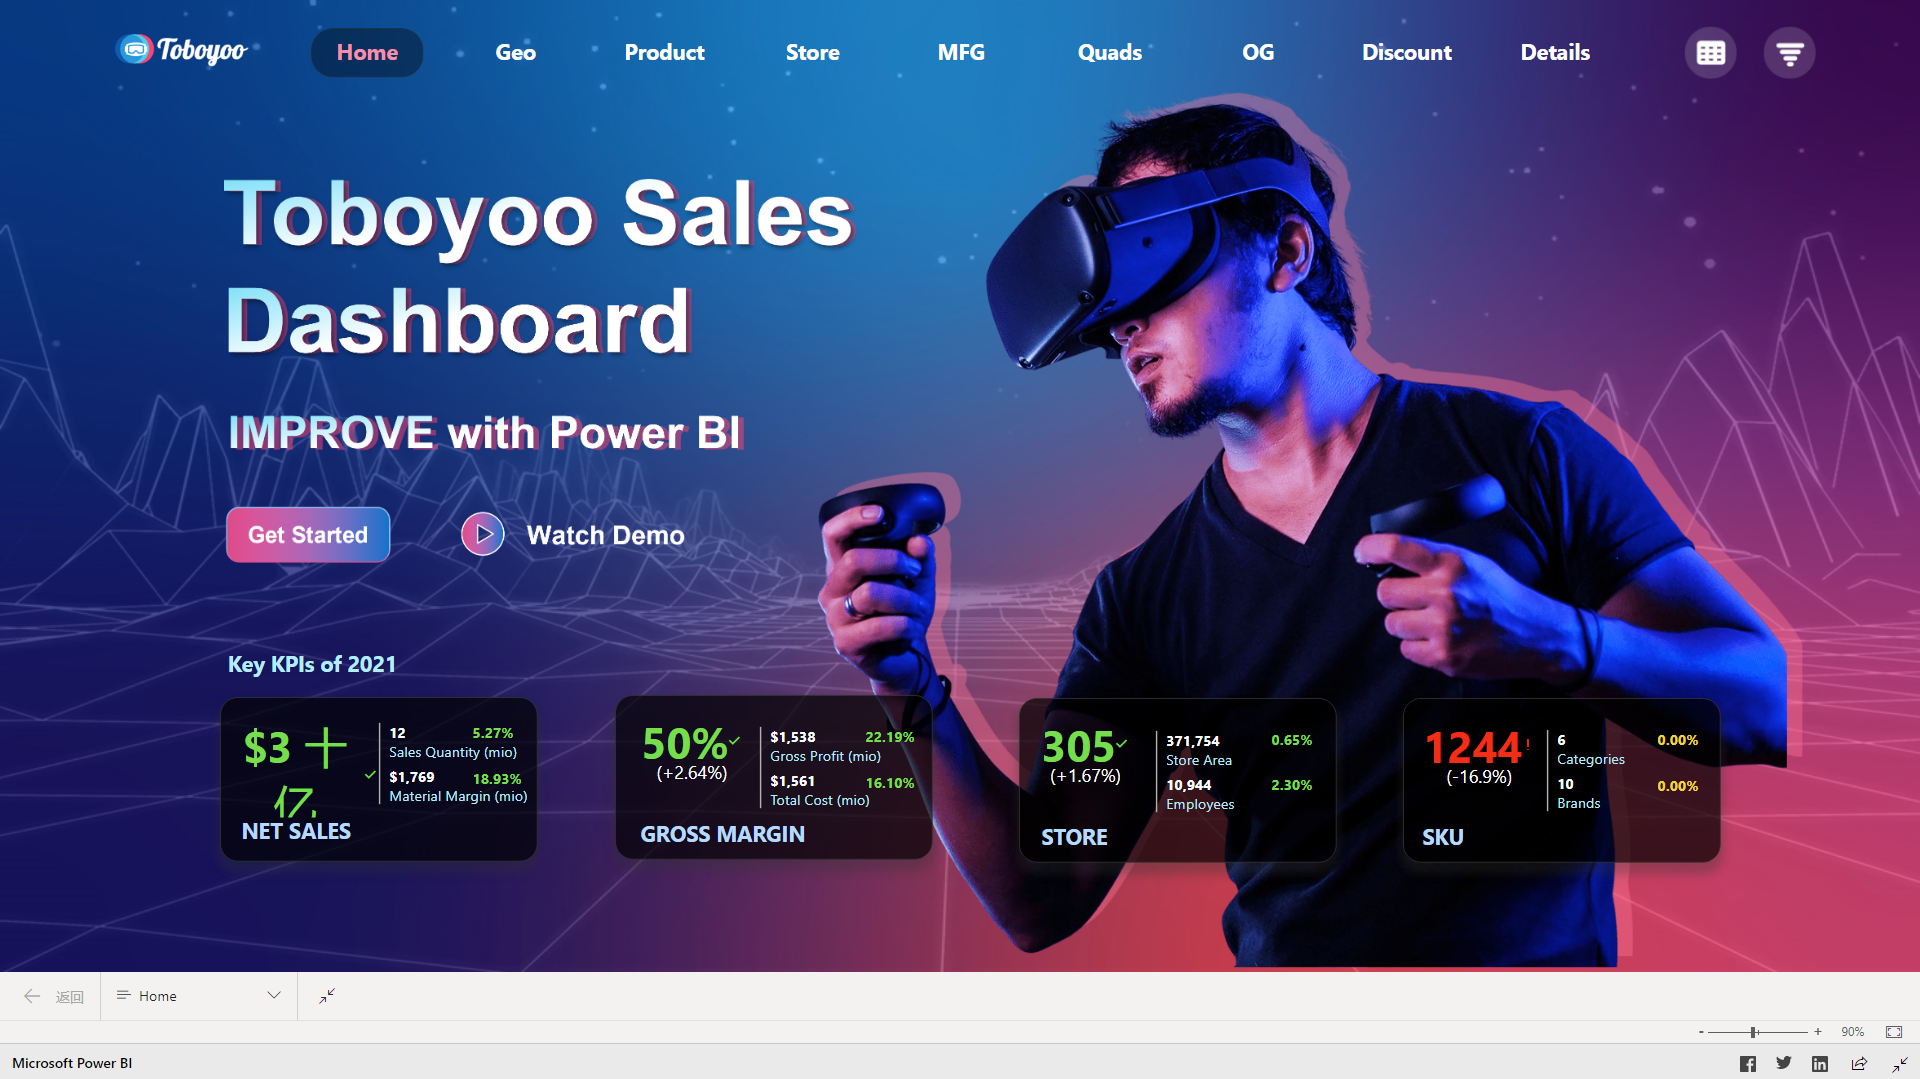 Toboyoo
Home
Geo
Product
Store
MFG
Quads
OG
Discount
Details
Toboyoo Sales
Dashboard
IMPROVE with Power BI
Get Started
Watch Demo
Key KPIs of 2021
$3 十
亿.
NET SALES
12
5.27%
Sales Quantity (mio)
$1,769
18.93%
Material Margin (mio)
50%
(+2.64%)
GROSS MARGIN
$1,538
22.19%
Gross Profit (mio)
$1,561
16.10%
Total Cost (mio)
305
(+1.67%)
STORE
371,754
0.65%
Store Area
10,944
2.30%
Employees
1244!
(-16.9%)
SKU
6
0.00%
Categories
10
0.00%
Brands
返回
Home
- + 90%
Microsoft Power BI